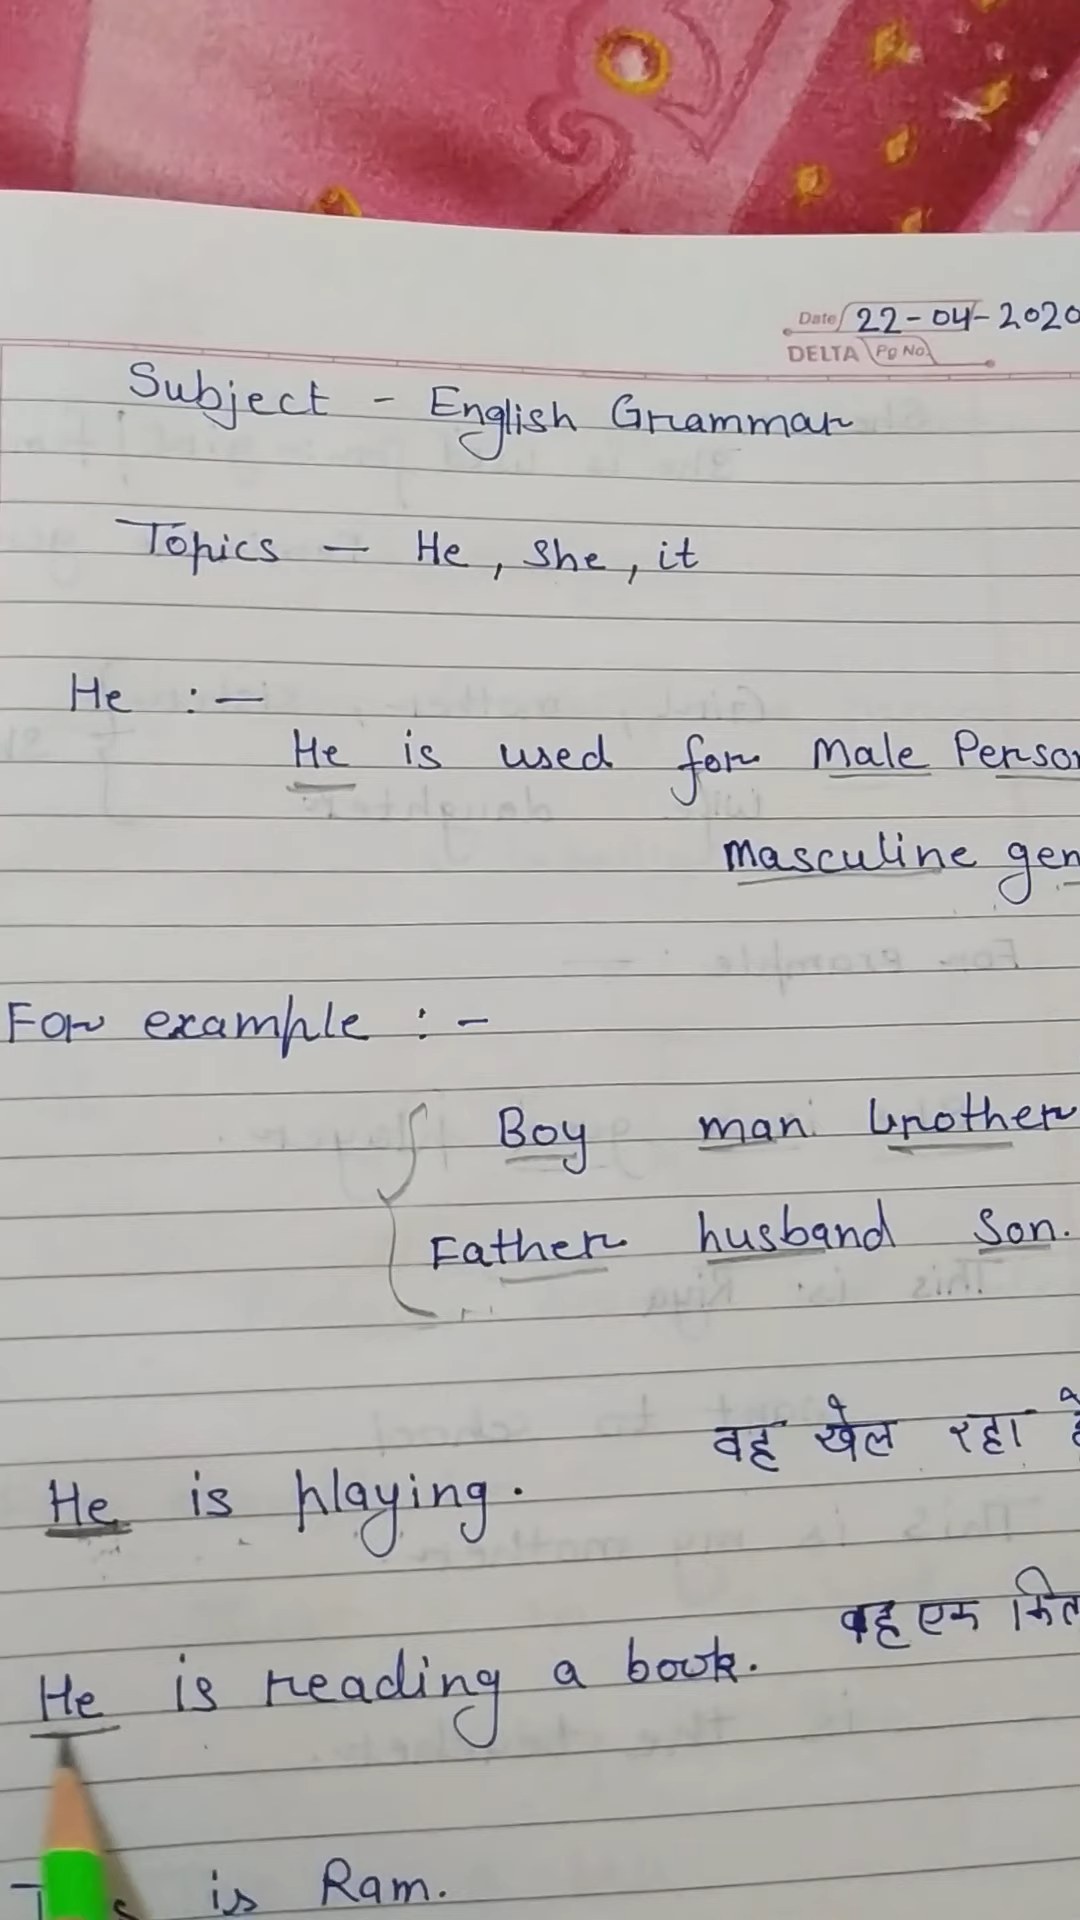 Date 22-04-2020
DELTA Pg No.
Subject - English Grammar
Topics - He, She, it
He :-
He is used for Male Person
masculine gen
For example :-
Boy man brother
Father husband Son.
वह खेल रहा है
He is playing.
वह एक कित
He is reading a book.
is Ram.